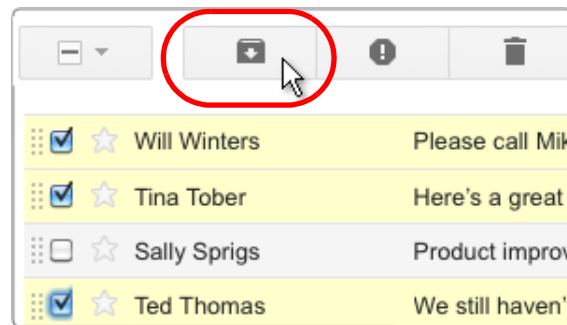 Will Winters Please call Mik
Tina Tober Here's a great
Sally Sprigs Product improv
Ted Thomas We still haven'